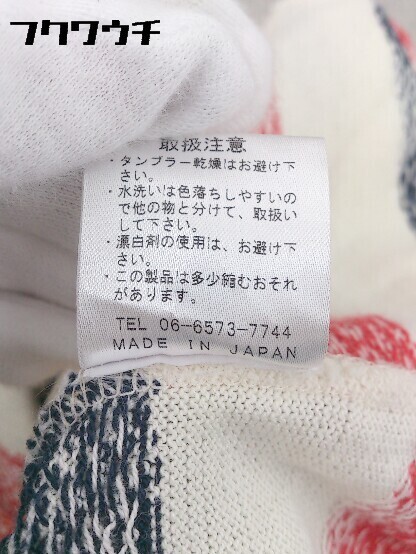 フクワウチ
取扱注意
・タンブラー乾燥はお避け下
さい。
・水洗いは色落ちしやすいの
で他の物と分けて、取扱い
して下さい。
・漂白剤の使用は、お避け下
さい。
・この製品は多少縮むおそれ
があります。
TEL 06-6573-7744
MADE IN JAPAN